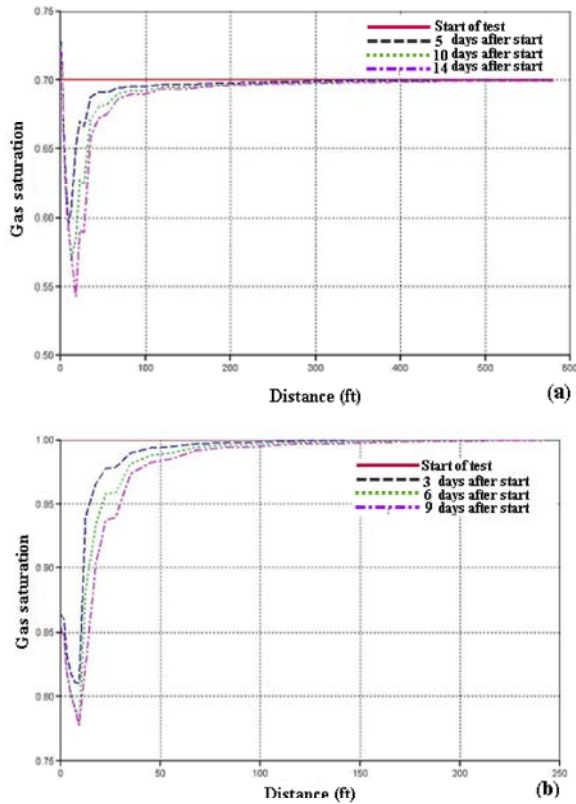 Start of test
5 days after start
10 days after start
14 days after start
0.70
0.65
0.60
0.55
0.50
Gas saturation
0 100 200 300 400 500 600
Distance (ft)
(a)
1.00
0.95
0.90
0.85
0.80
0.75
Gas saturation
Start of test
3 days after start
6 days after start
9 days after start
0 50 100 150 200 250
Distance (ft)
(b)